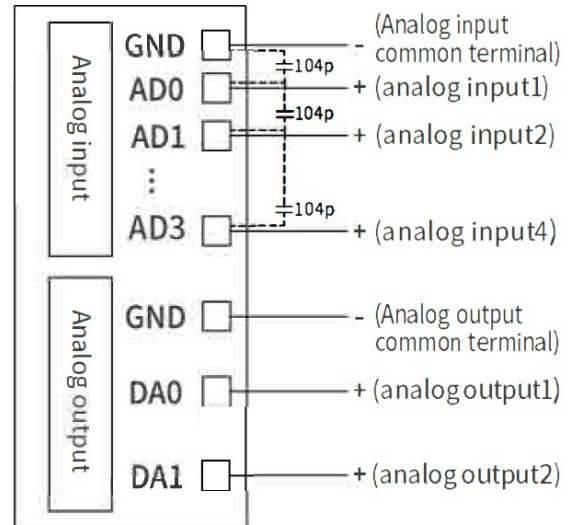 Analog input
GND
- (Analog input
common terminal)
104p
AD0
+ (analog input1)
104p
AD1
+ (analog input2)
⋮
104p
AD3
+ (analog input4)
Analog output
GND
- (Analog output
common terminal)
DA0
+ (analog output1)
DA1
+ (analog output2)